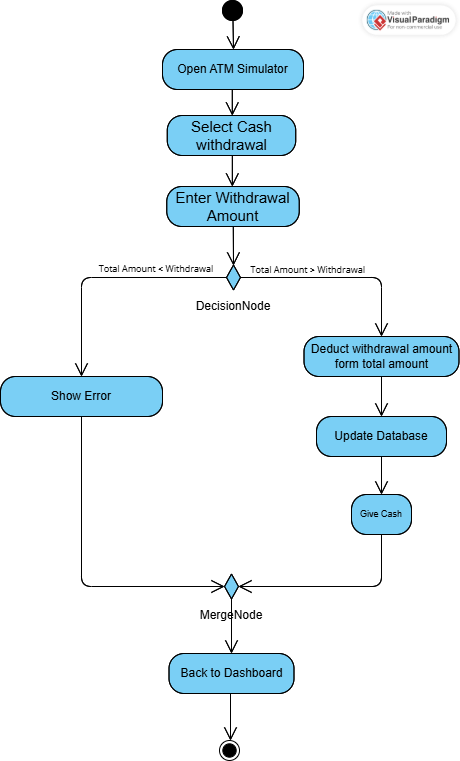 Made with
VisualParadigm
For non-commercial use
Open ATM Simulator
Select Cash
withdrawal
Enter Withdrawal
Amount
Total Amount < Withdrawal
Total Amount > Withdrawal
DecisionNode
Deduct withdrawal amount
form total amount
Show Error
Update Database
Give Cash
MergeNode
Back to Dashboard